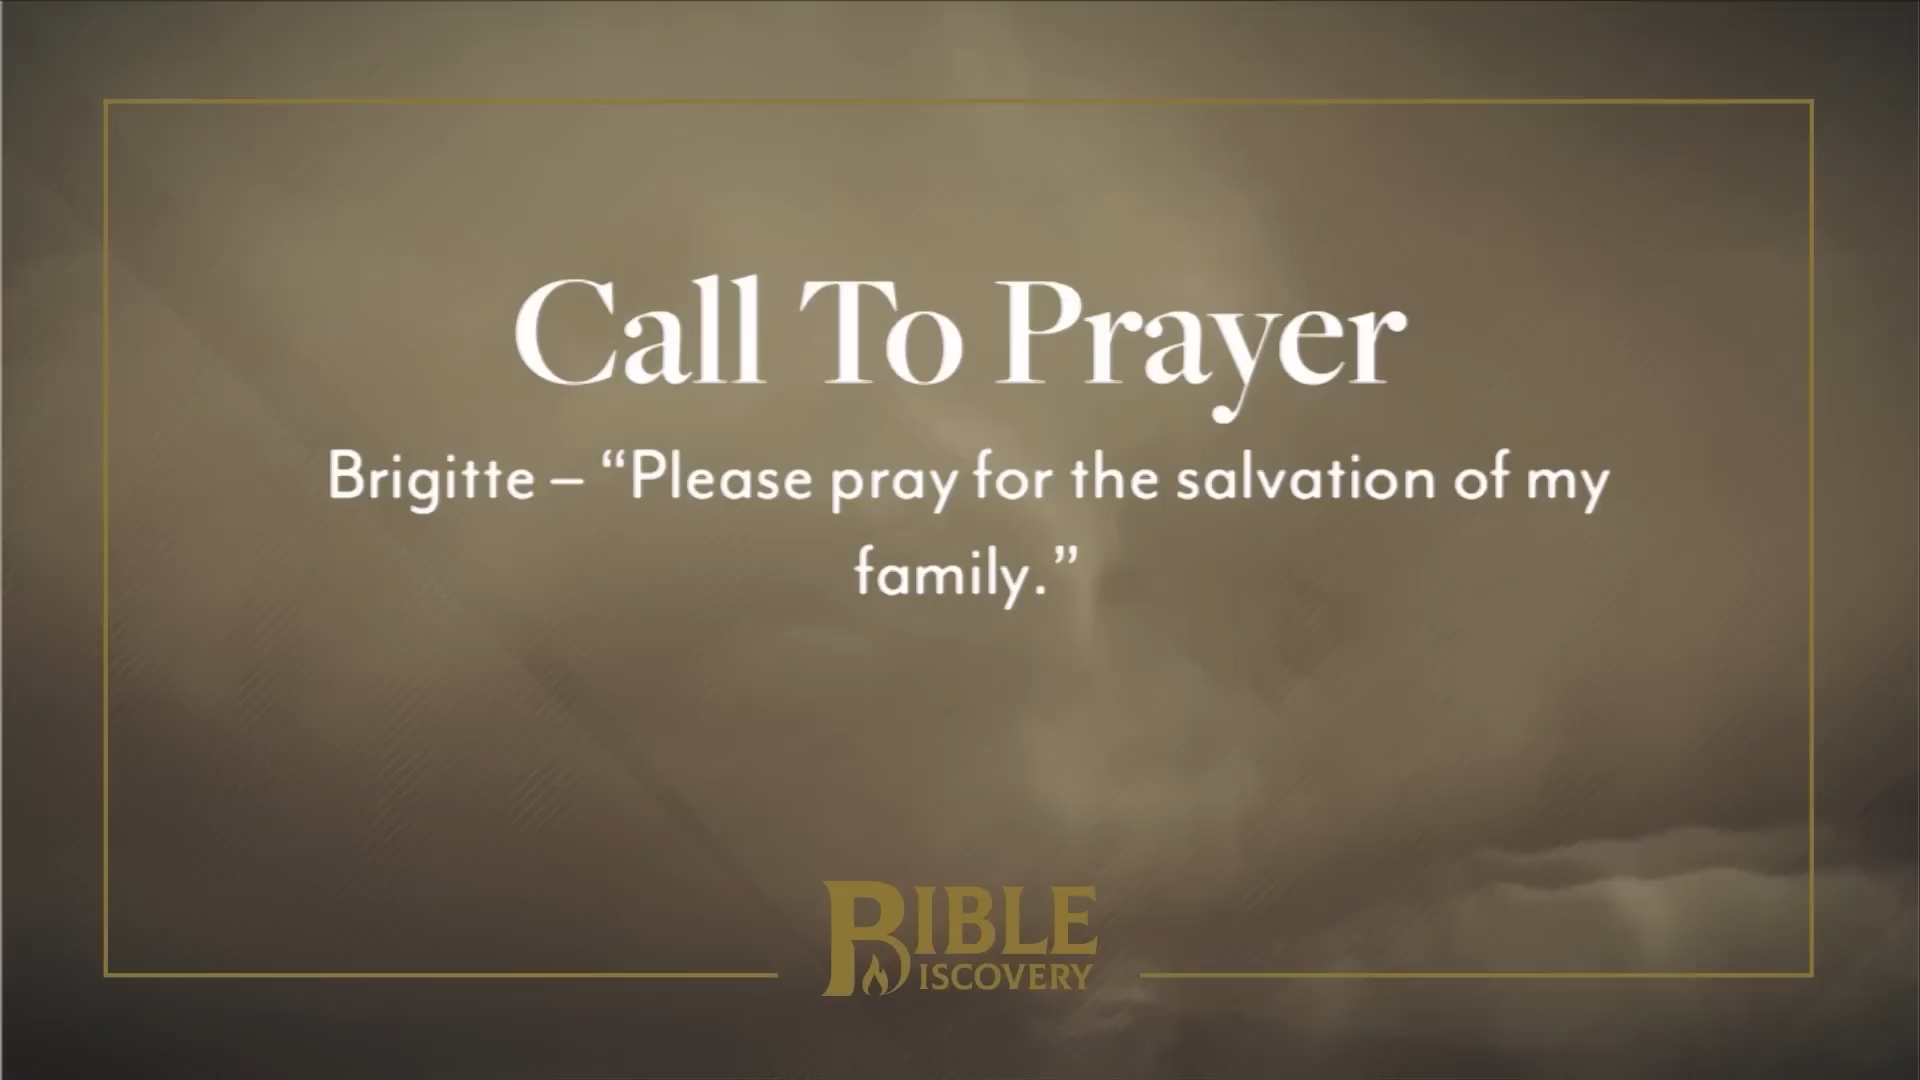 Call To Prayer
Brigitte – “Please pray for the salvation of my
family.”
BIBLE
DISCOVERY